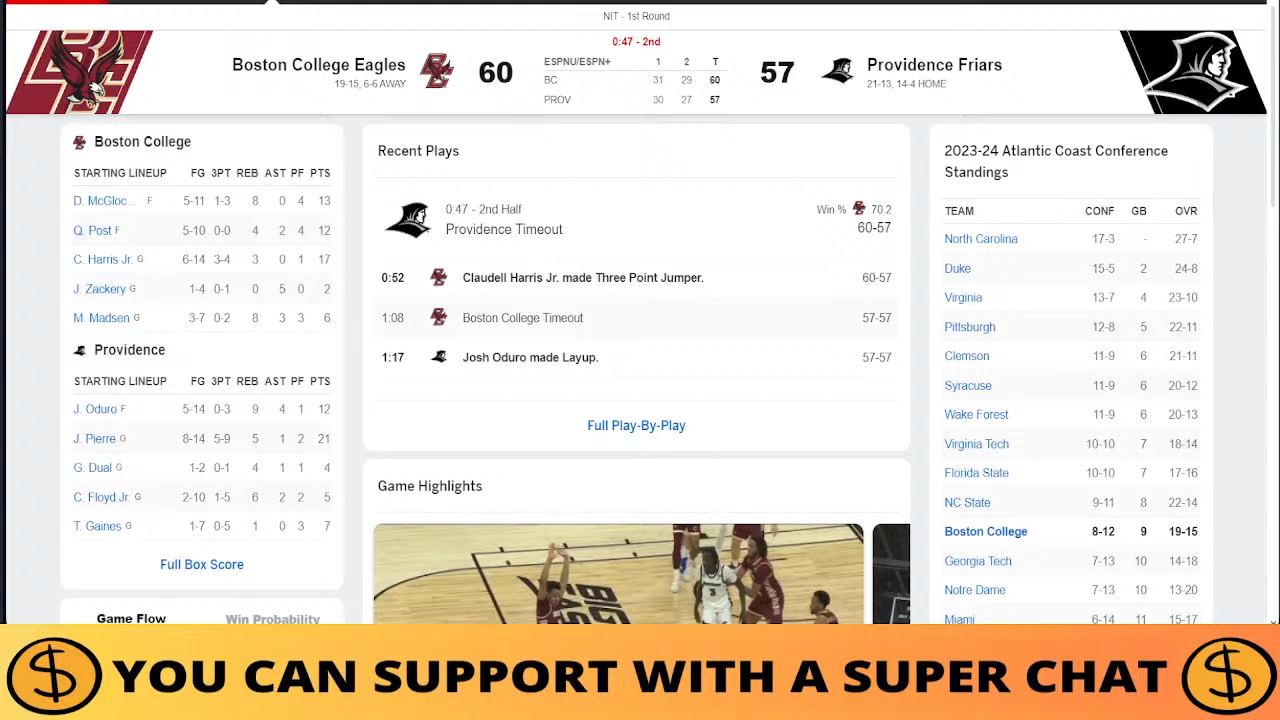 NIT - 1st Round
0:47 - 2nd
Boston College Eagles
19-15, 6-6 AWAY
60
ESPNU/ESPN+ 1 2 T
BC 31 29 60
PROV 30 27 57
57
Providence Friars
21-13, 14-4 HOME
Boston College
STARTING LINEUP FG 3PT REB AST PF PTS
D. McGloc... F 5-11 1-3 8 0 4 13
Q. Post F 5-10 0-0 4 2 4 12
C. Harris Jr. G 6-14 3-4 3 0 1 17
J. Zackery G 1-4 0-1 0 5 0 2
M. Madsen G 3-7 0-2 8 3 3 6
Providence
STARTING LINEUP FG 3PT REB AST PF PTS
J. Oduro F 5-14 0-3 9 4 1 12
J. Pierre G 8-14 5-9 5 1 2 21
G. Dual G 1-2 0-1 4 1 1 4
C. Floyd Jr. G 2-10 1-5 6 2 2 5
T. Gaines G 1-7 0-5 1 0 3 7
Full Box Score
Game Flow Win Probability
Recent Plays
0:47 - 2nd Half Win % 70.2
Providence Timeout 60-57
0:52 Claudell Harris Jr. made Three Point Jumper. 60-57
1:08 Boston College Timeout 57-57
1:17 Josh Oduro made Layup. 57-57
Full Play-By-Play
Game Highlights
BIG
EAS
3
2023-24 Atlantic Coast Conference
Standings
TEAM CONF GB OVR
North Carolina 17-3 - 27-7
Duke 15-5 2 24-8
Virginia 13-7 4 23-10
Pittsburgh 12-8 5 22-11
Clemson 11-9 6 21-11
Syracuse 11-9 6 20-12
Wake Forest 11-9 6 20-13
Virginia Tech 10-10 7 18-14
Florida State 10-10 7 17-16
NC State 9-11 8 22-14
Boston College 8-12 9 19-15
Georgia Tech 7-13 10 14-18
Notre Dame 7-13 10 13-20
Miami 6-14 11 15-17
$ YOU CAN SUPPORT WITH A SUPER CHAT $